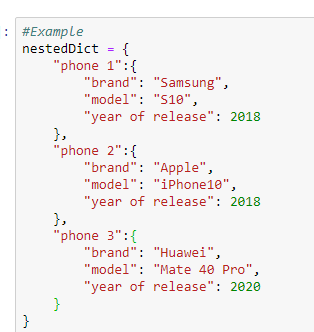 : #Example
nestedDict = {
    "phone 1":{
        "brand": "Samsung",
        "model": "S10",
        "year of release": 2018
    },
    "phone 2":{
        "brand": "Apple",
        "model": "iPhone10",
        "year of release": 2018
    },
    "phone 3":{
        "brand": "Huawei",
        "model": "Mate 40 Pro",
        "year of release": 2020
    }
}